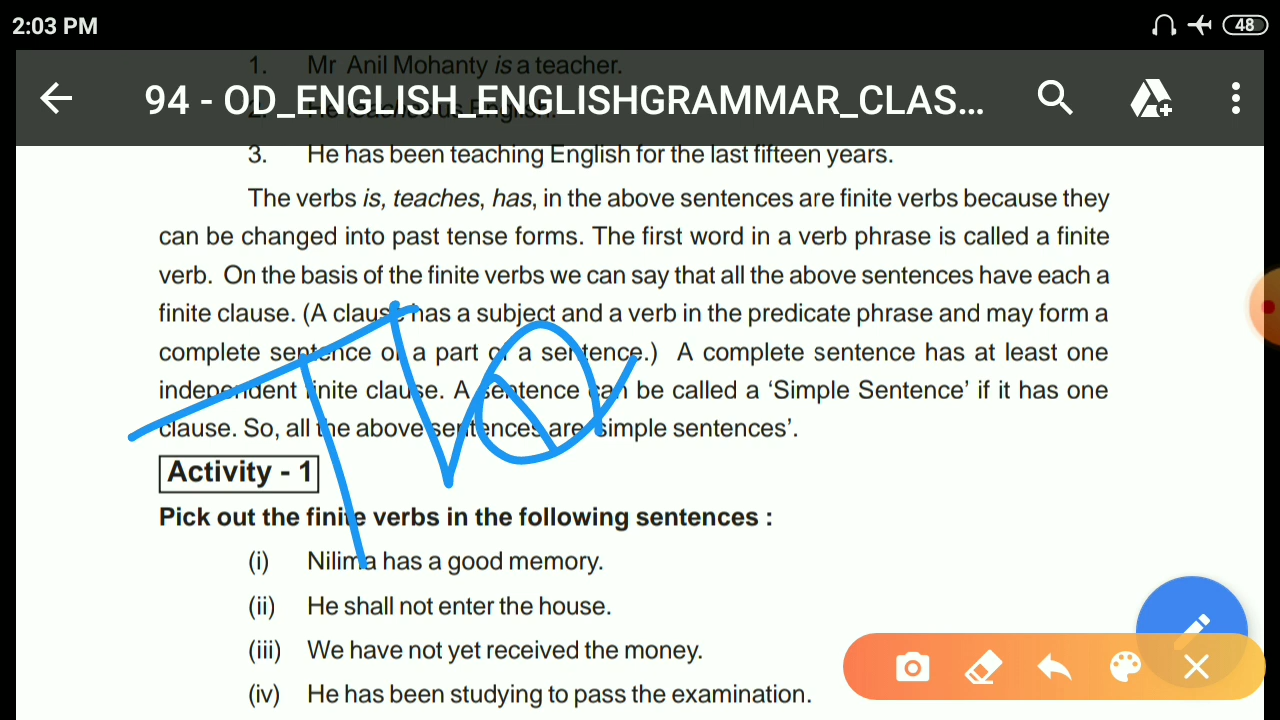 2:03 PM 48
1. Mr Anil Mohanty is a teacher.
94 - OD_ENGLISH_ENGLISHGRAMMAR_CLAS...
2. He teaches us English.
3. He has been teaching English for the last fifteen years.
The verbs is, teaches, has, in the above sentences are finite verbs because they
can be changed into past tense forms. The first word in a verb phrase is called a finite
verb. On the basis of the finite verbs we can say that all the above sentences have each a
finite clause. (A clause has a subject and a verb in the predicate phrase and may form a
complete sentence or a part of a sentence.) A complete sentence has at least one
independent finite clause. A sentence can be called a ‘Simple Sentence’ if it has one
clause. So, all the above sentences are ‘simple sentences’.
Activity - 1
Pick out the finite verbs in the following sentences :
(i) Nilima has a good memory.
(ii) He shall not enter the house.
(iii) We have not yet received the money.
(iv) He has been studying to pass the examination.